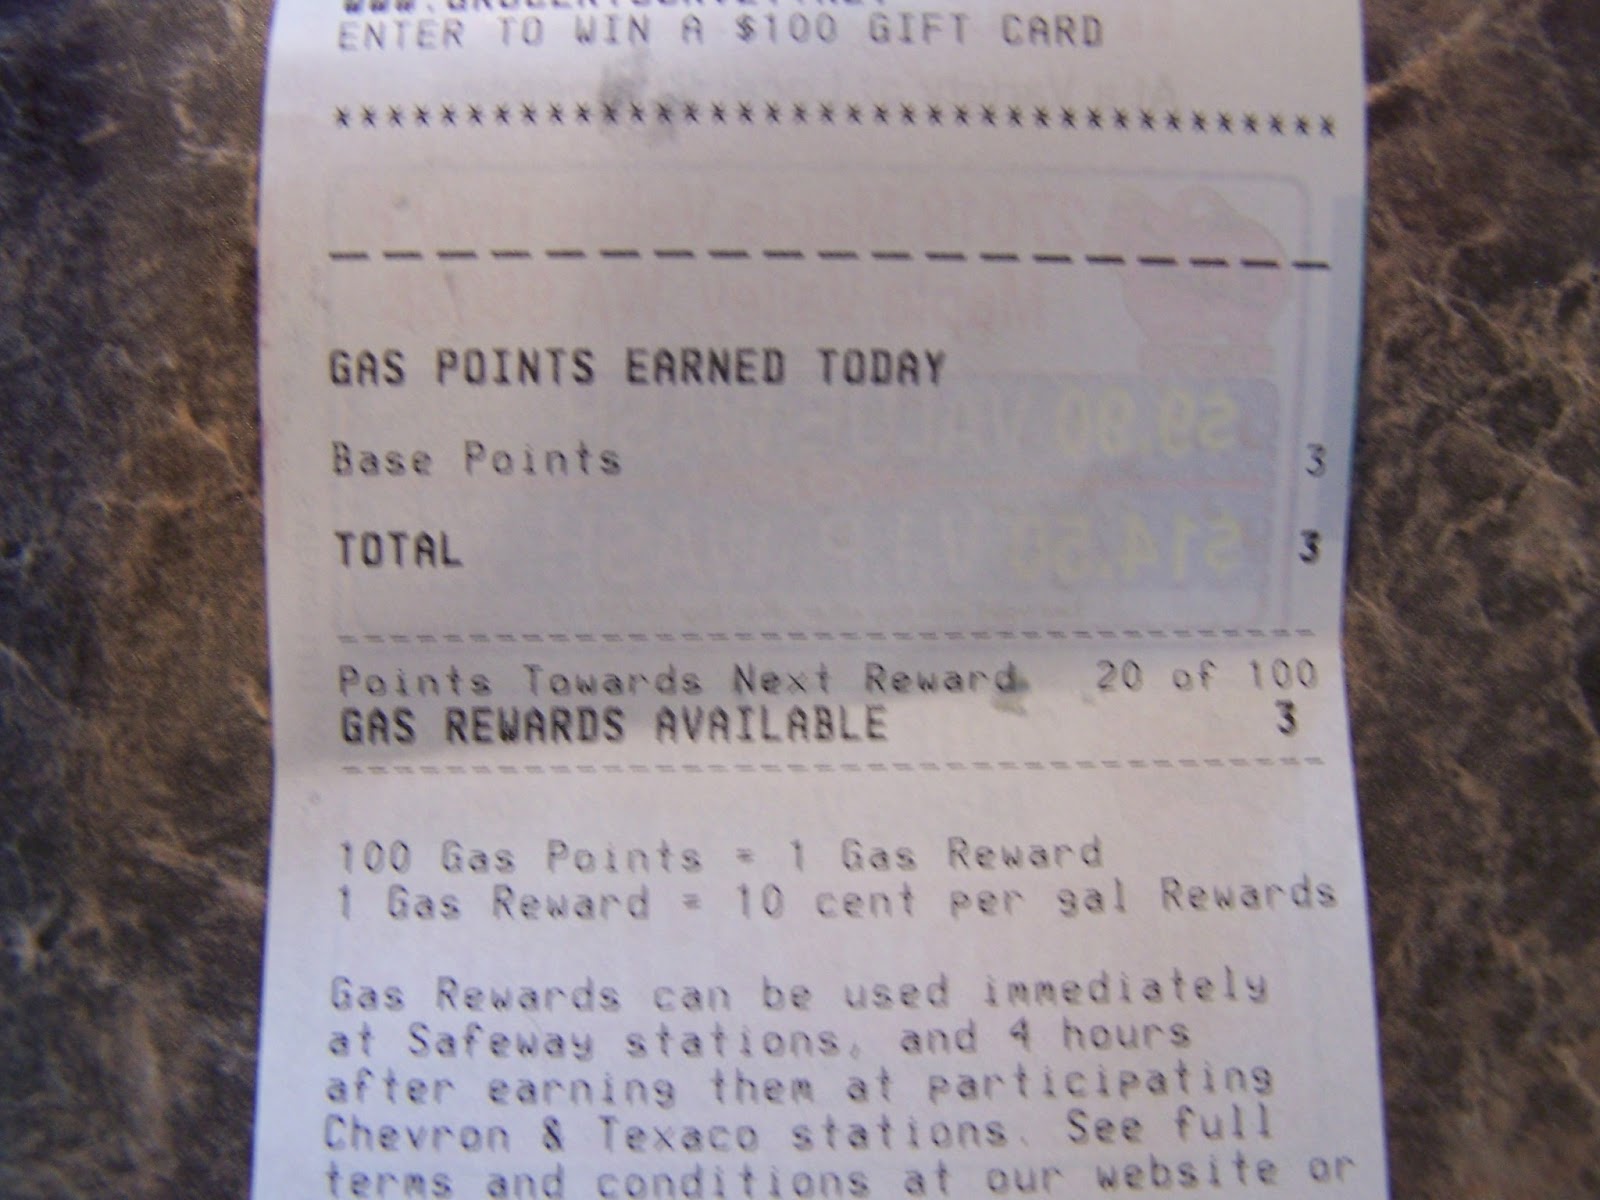 ENTER TO WIN A $100 GIFT CARD
**************************************
GAS POINTS EARNED TODAY
Base Points 3
TOTAL 3
Points Towards Next Reward 20 of 100
GAS REWARDS AVAILABLE 3
100 Gas Points = 1 Gas Reward
1 Gas Reward = 10 cent per gal Rewards
Gas Rewards can be used immediately
at Safeway stations, and 4 hours
after earning them at participating
Chevron & Texaco stations. See full
terms and conditions at our website or